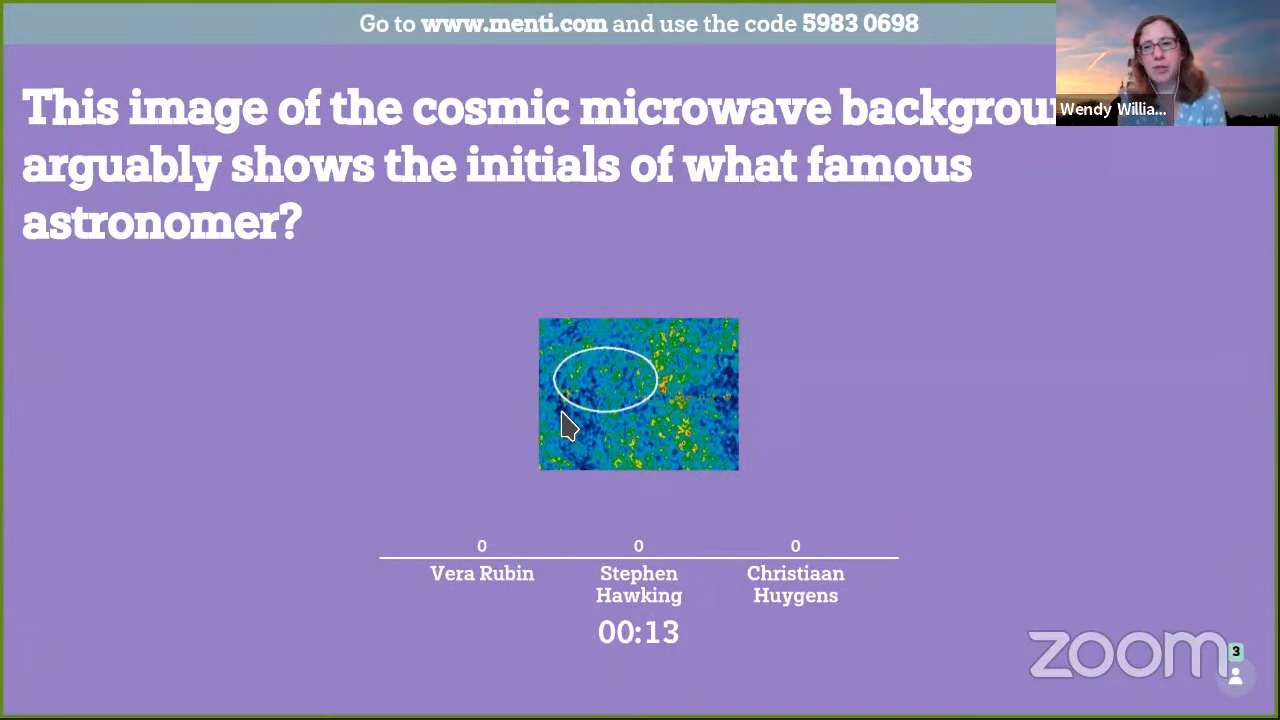 Go to www.menti.com and use the code 5983 0698
This image of the cosmic microwave backgrou
arguably shows the initials of what famous
astronomer?
Wendy Willia...
0
0
0
Vera Rubin
Stephen
Hawking
Christiaan
Huygens
00:13
zoom
3